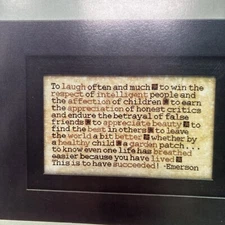 To laugh often and much to win the
respect of intelligent people and
the affection of children to earn
the appreciation of honest critics
and endure the betrayal of false
friends to appreciate beauty to
find the best in others to leave
the world a bit better whether by
a healthy child a garden patch...
to know even one life has breathed
easier because you have lived
This is to have succeeded! -Emerson